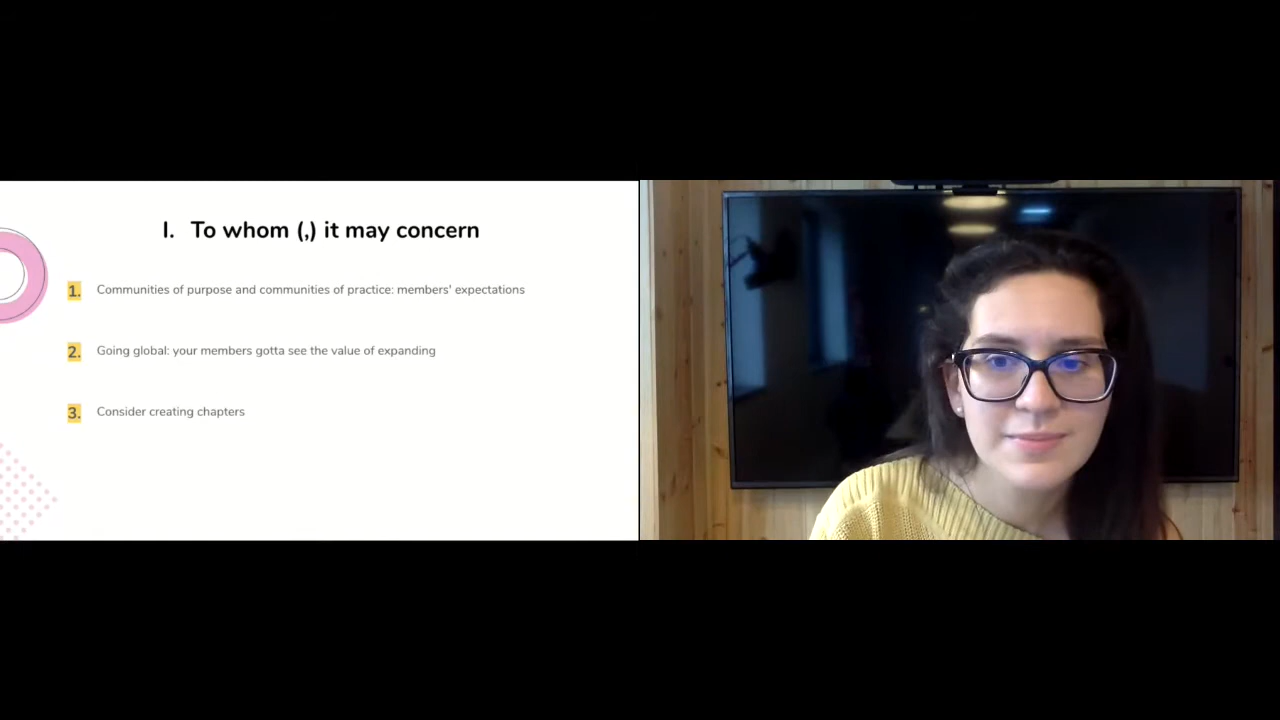 I. To whom (,) it may concern
1. Communities of purpose and communities of practice: members' expectations
2. Going global: your members gotta see the value of expanding
3. Consider creating chapters